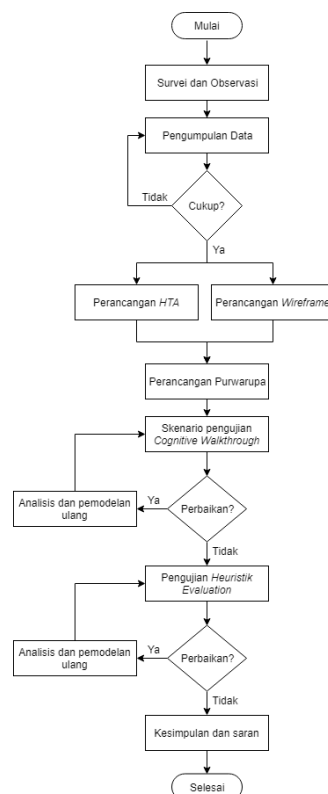 Mulai
Survei dan Observasi
Pengumpulan Data
Tidak
Cukup?
Ya
Perancangan HTA
Perancangan Wireframe
Perancangan Purwarupa
Skenario pengujian
Cognitive Walkthrough
Analisis dan pemodelan
ulang
Ya
Perbaikan?
Tidak
Pengujian Heuristik
Evaluation
Analisis dan pemodelan
ulang
Ya
Perbaikan?
Tidak
Kesimpulan dan saran
Selesai